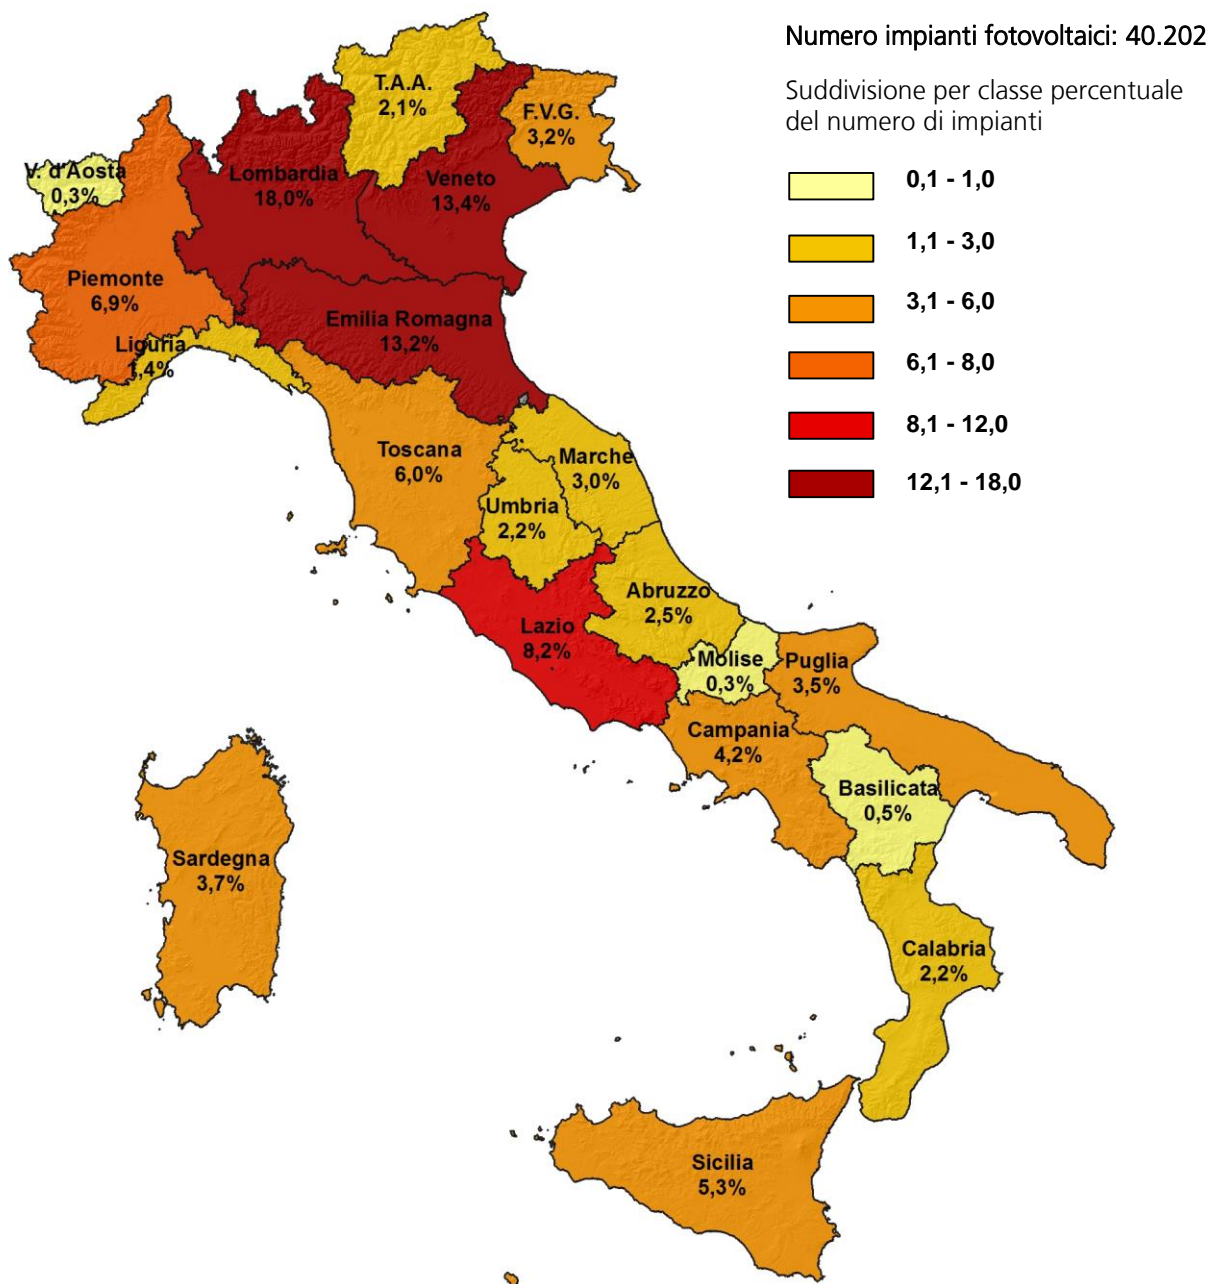 Numero impianti fotovoltaici: 40.202
Suddivisione per classe percentuale
del numero di impianti
0,1 - 1,0
1,1 - 3,0
3,1 - 6,0
6,1 - 8,0
8,1 - 12,0
12,1 - 18,0
T.A.A.
2,1%
F.V.G.
3,2%
V. d'Aosta
0,3%
Lombardia
18,0%
Veneto
13,4%
Piemonte
6,9%
Emilia Romagna
13,2%
Liguria
1,4%
Toscana
6,0%
Marche
3,0%
Umbria
2,2%
Abruzzo
2,5%
Lazio
8,2%
Molise
0,3%
Puglia
3,5%
Campania
4,2%
Basilicata
0,5%
Sardegna
3,7%
Calabria
2,2%
Sicilia
5,3%